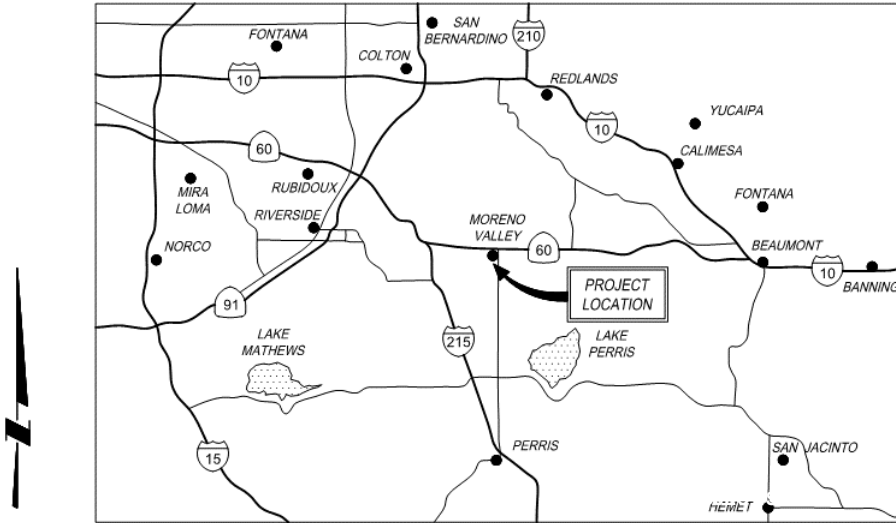 SAN
BERNARDINO
210
FONTANA
COLTON
10
REDLANDS
YUCAIPA
10
CALIMESA
60
MIRA
LOMA
RUBIDOUX
RIVERSIDE
FONTANA
MORENO
VALLEY
60
NORCO
BEAUMONT
10
BANNING
PROJECT
LOCATION
91
LAKE
MATHEWS
215
LAKE
PERRIS
15
PERRIS
SAN JACINTO
HEMET